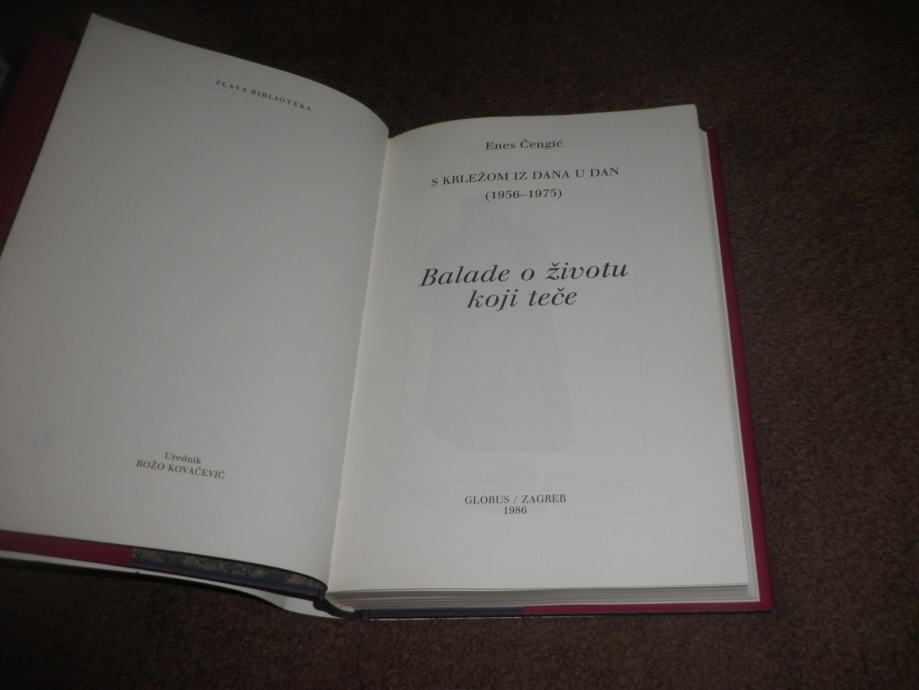 PLAVA BIBLIOTEKA
Urednik
BOŽO KOVAČEVIĆ
Enes Čengić
S KRLEŽOM IZ DANA U DAN
(1956–1975)
Balade o životu
koji teče
GLOBUS / ZAGREB
1986